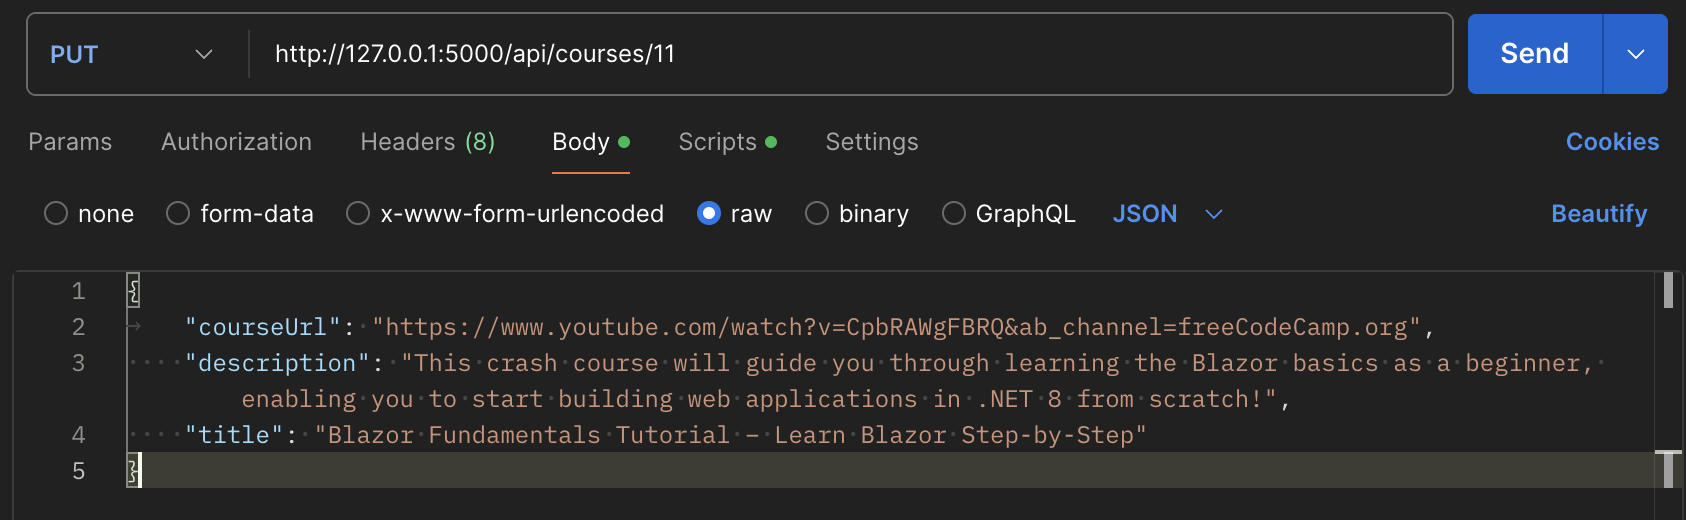 PUT http://127.0.0.1:5000/api/courses/11 Send
Params Authorization Headers (8) Body Scripts Settings Cookies
none form-data x-www-form-urlencoded raw binary GraphQL JSON Beautify
1 {
2 "courseUrl": "https://www.youtube.com/watch?v=CpbRAWgFBRQ&ab_channel=freeCodeCamp.org",
3 "description": "This crash course will guide you through learning the Blazor basics as a beginner,
enabling you to start building web applications in .NET 8 from scratch!",
4 "title": "Blazor Fundamentals Tutorial – Learn Blazor Step-by-Step"
5 }